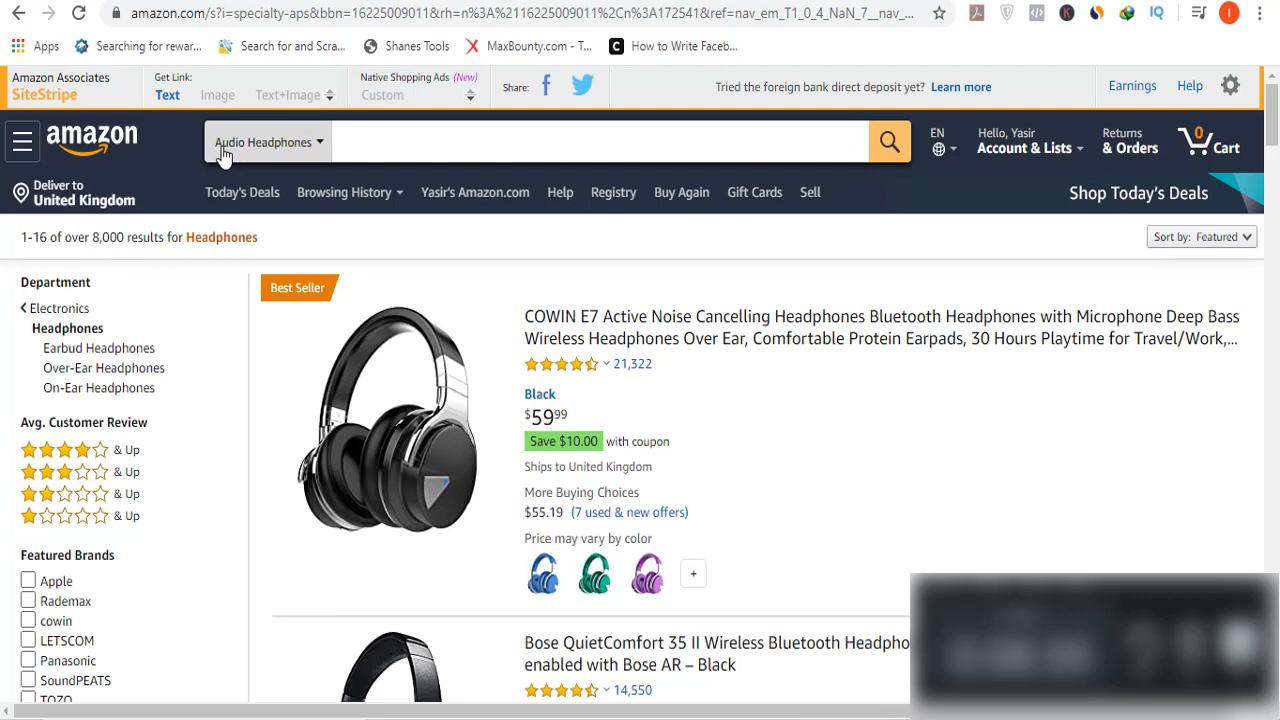 amazon.com/s?i=specialty-aps&bbn=16225009011&rh=n%3A%2116225009011%2Cn%3A172541&ref=nav_em_T1_0_4_NaN_7__nav_...
IQ
I
Apps
Searching for rewar...
Search for and Scra...
Shanes Tools
MaxBounty.com - T...
How to Write Faceb...
Amazon Associates
SiteStripe
Get Link:
Text Image Text+Image
Native Shopping Ads (New)
Custom
Share:
Tried the foreign bank direct deposit yet? Learn more
Earnings
Help
amazon
Audio Headphones
EN
Hello, Yasir
Account & Lists
Returns
& Orders
0
Cart
Deliver to
United Kingdom
Today's Deals
Browsing History
Yasir's Amazon.com
Help
Registry
Buy Again
Gift Cards
Sell
Shop Today's Deals
1-16 of over 8,000 results for Headphones
Sort by: Featured
Department
Electronics
Headphones
Earbud Headphones
Over-Ear Headphones
On-Ear Headphones
Avg. Customer Review
& Up
& Up
& Up
& Up
Featured Brands
Apple
Rademax
cowin
LETSCOM
Panasonic
SoundPEATS
TOZO
Best Seller
COWIN E7 Active Noise Cancelling Headphones Bluetooth Headphones with Microphone Deep Bass
Wireless Headphones Over Ear, Comfortable Protein Earpads, 30 Hours Playtime for Travel/Work,...
21,322
Black
$59.99
Save $10.00 with coupon
Ships to United Kingdom
More Buying Choices
$55.19 (7 used & new offers)
Price may vary by color
+
Bose QuietComfort 35 II Wireless Bluetooth Headpho
enabled with Bose AR – Black
14,550